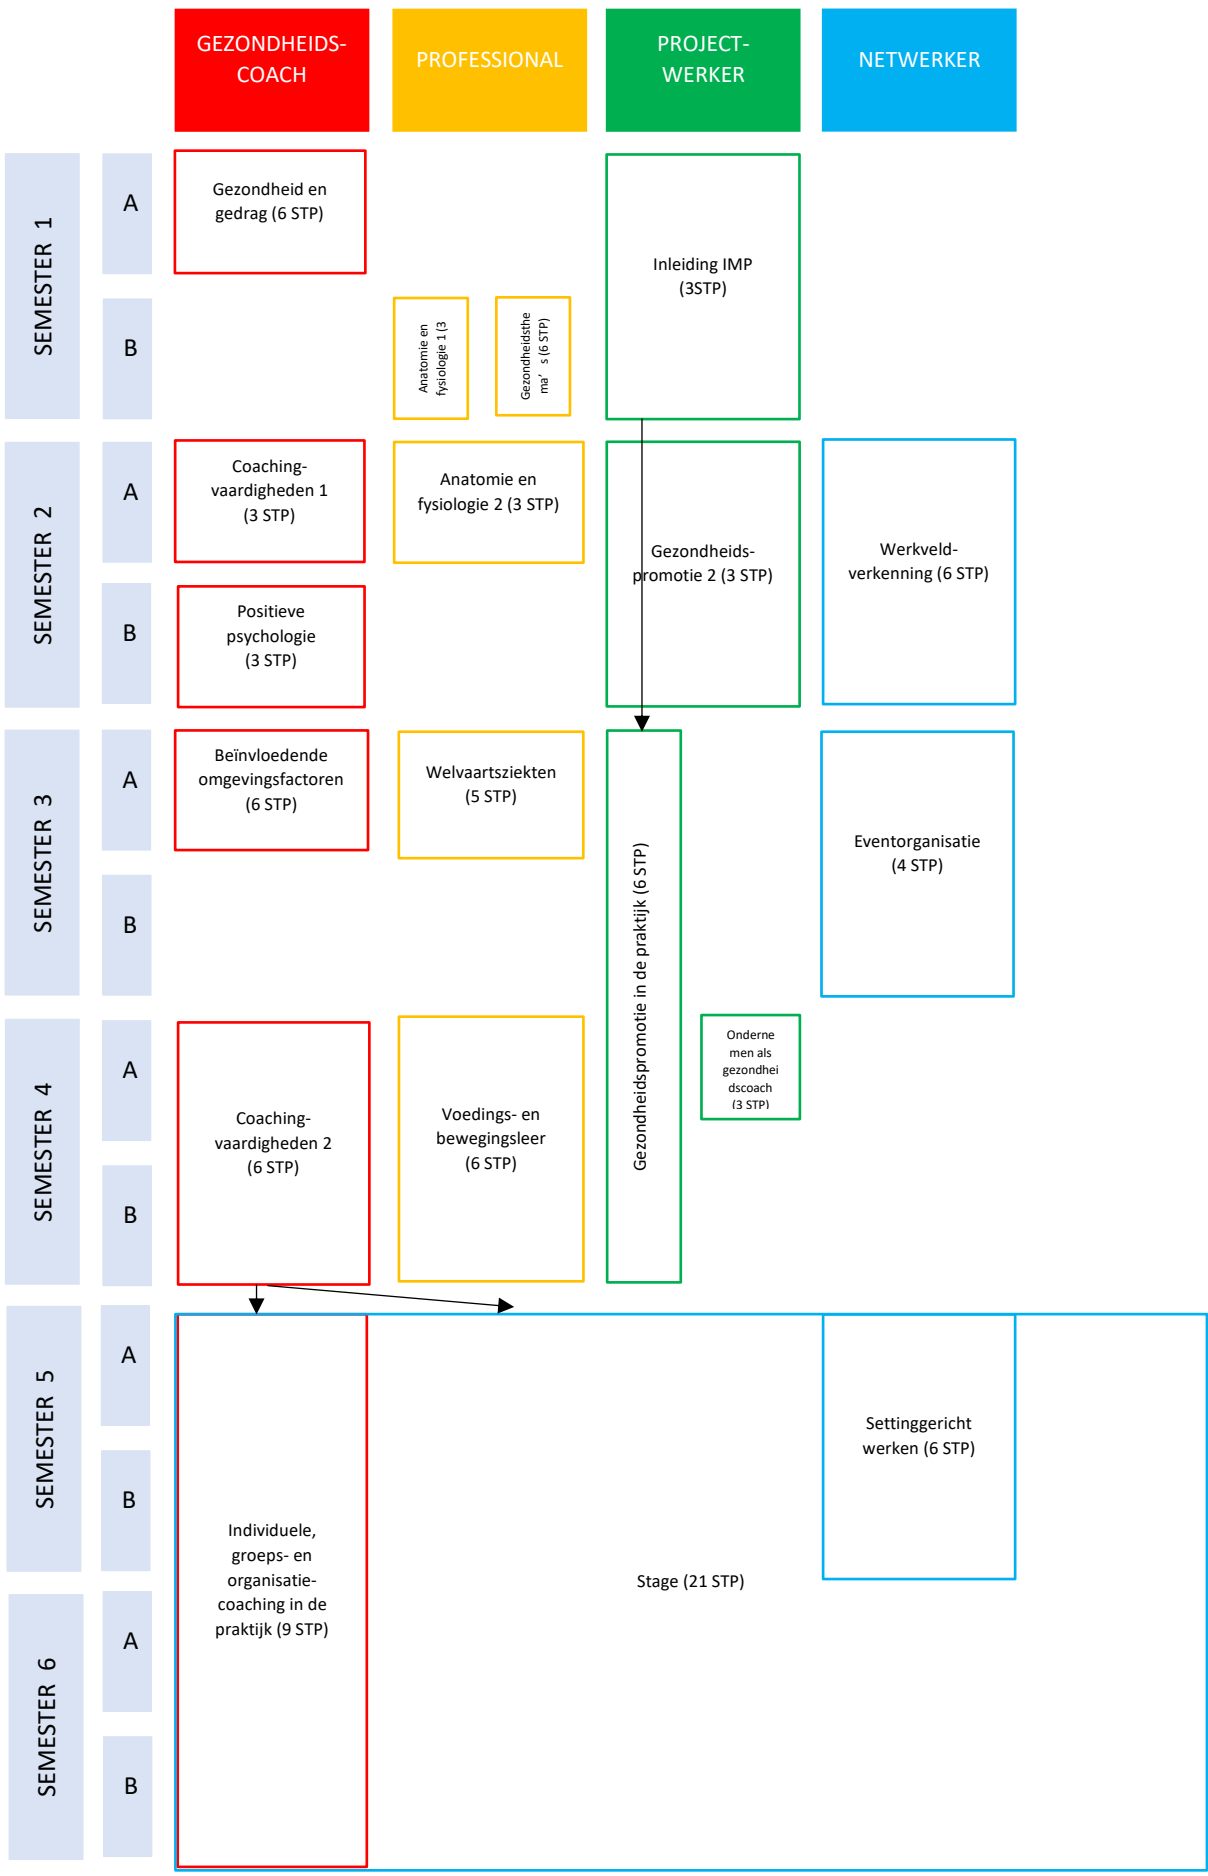 GEZONDHEIDS-
COACH
PROFESSIONAL
PROJECT-
WERKER
NETWERKER
SEMESTER 1
A
Gezondheid en
gedrag (6 STP)
Inleiding IMP
(3STP)
B
Anatomie en
fysiologie 1 (3
Gezondheidsthe
ma’ s (6 STP)
SEMESTER 2
A
Coaching-
vaardigheden 1
(3 STP)
Anatomie en
fysiologie 2 (3 STP)
Gezondheids-
promotie 2 (3 STP)
Werkveld-
verkenning (6 STP)
B
Positieve
psychologie
(3 STP)
SEMESTER 3
A
Beïnvloedende
omgevingsfactoren
(6 STP)
Welvaartsziekten
(5 STP)
Gezondheidspromotie in de praktijk (6 STP)
Eventorganisatie
(4 STP)
B
SEMESTER 4
A
Coaching-
vaardigheden 2
(6 STP)
Voedings- en
bewegingsleer
(6 STP)
Onderne
men als
gezondhei
dscoach
(3 STP)
B
SEMESTER 5
A
Settinggericht
werken (6 STP)
B
Individuele,
groeps- en
organisatie-
coaching in de
praktijk (9 STP)
Stage (21 STP)
SEMESTER 6
A
B